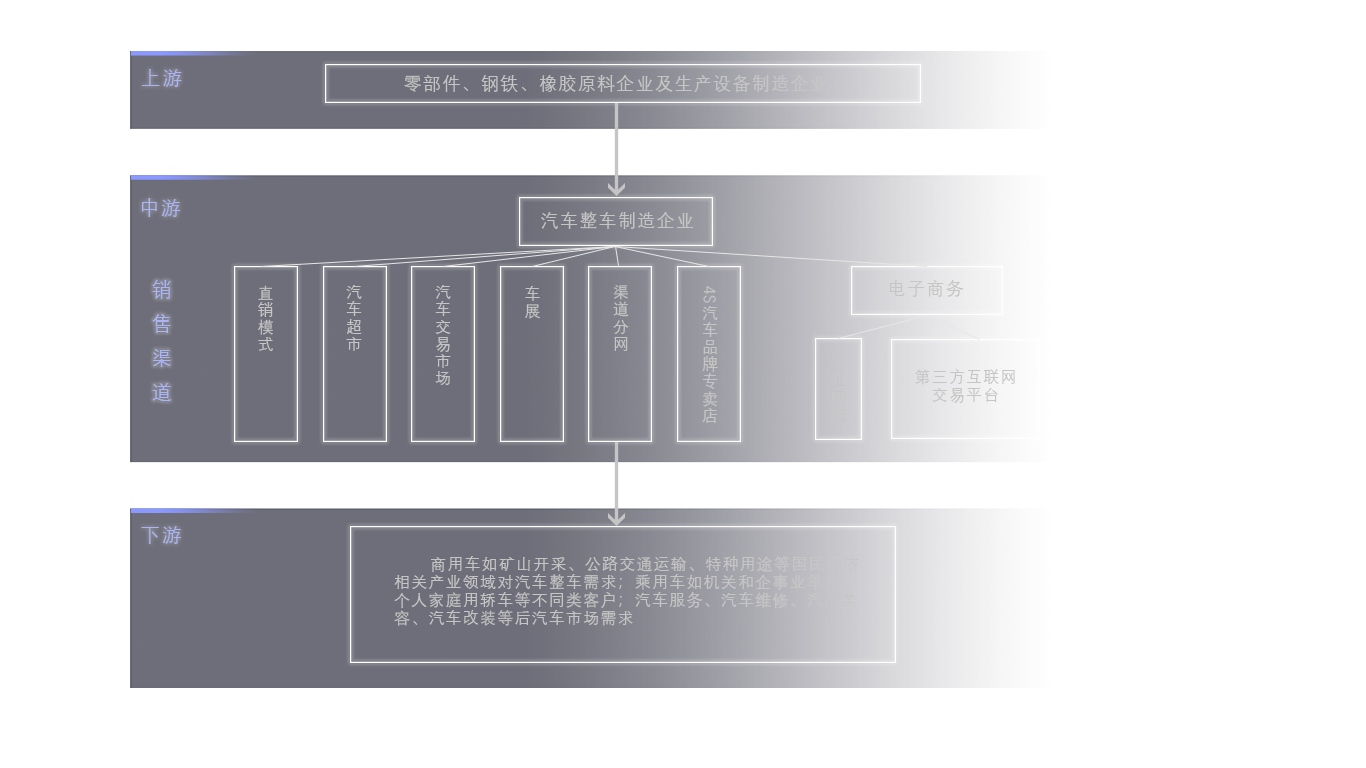 上游
零部件、钢铁、橡胶原料企业及生产设备制造企业
中游
汽车整车制造企业
销售渠道
直销模式
汽车超市
汽车交易市场
车展
渠道分网
4S汽车品牌专卖店
电子商务
第三方互联网
交易平台
下游
商用车如矿山开采、公路交通运输、特种用途等国民
相关产业领域对汽车整车需求；乘用车如机关和企事业
个人家庭用轿车等不同类客户；汽车服务、汽车维修、
容、汽车改装等后汽车市场需求